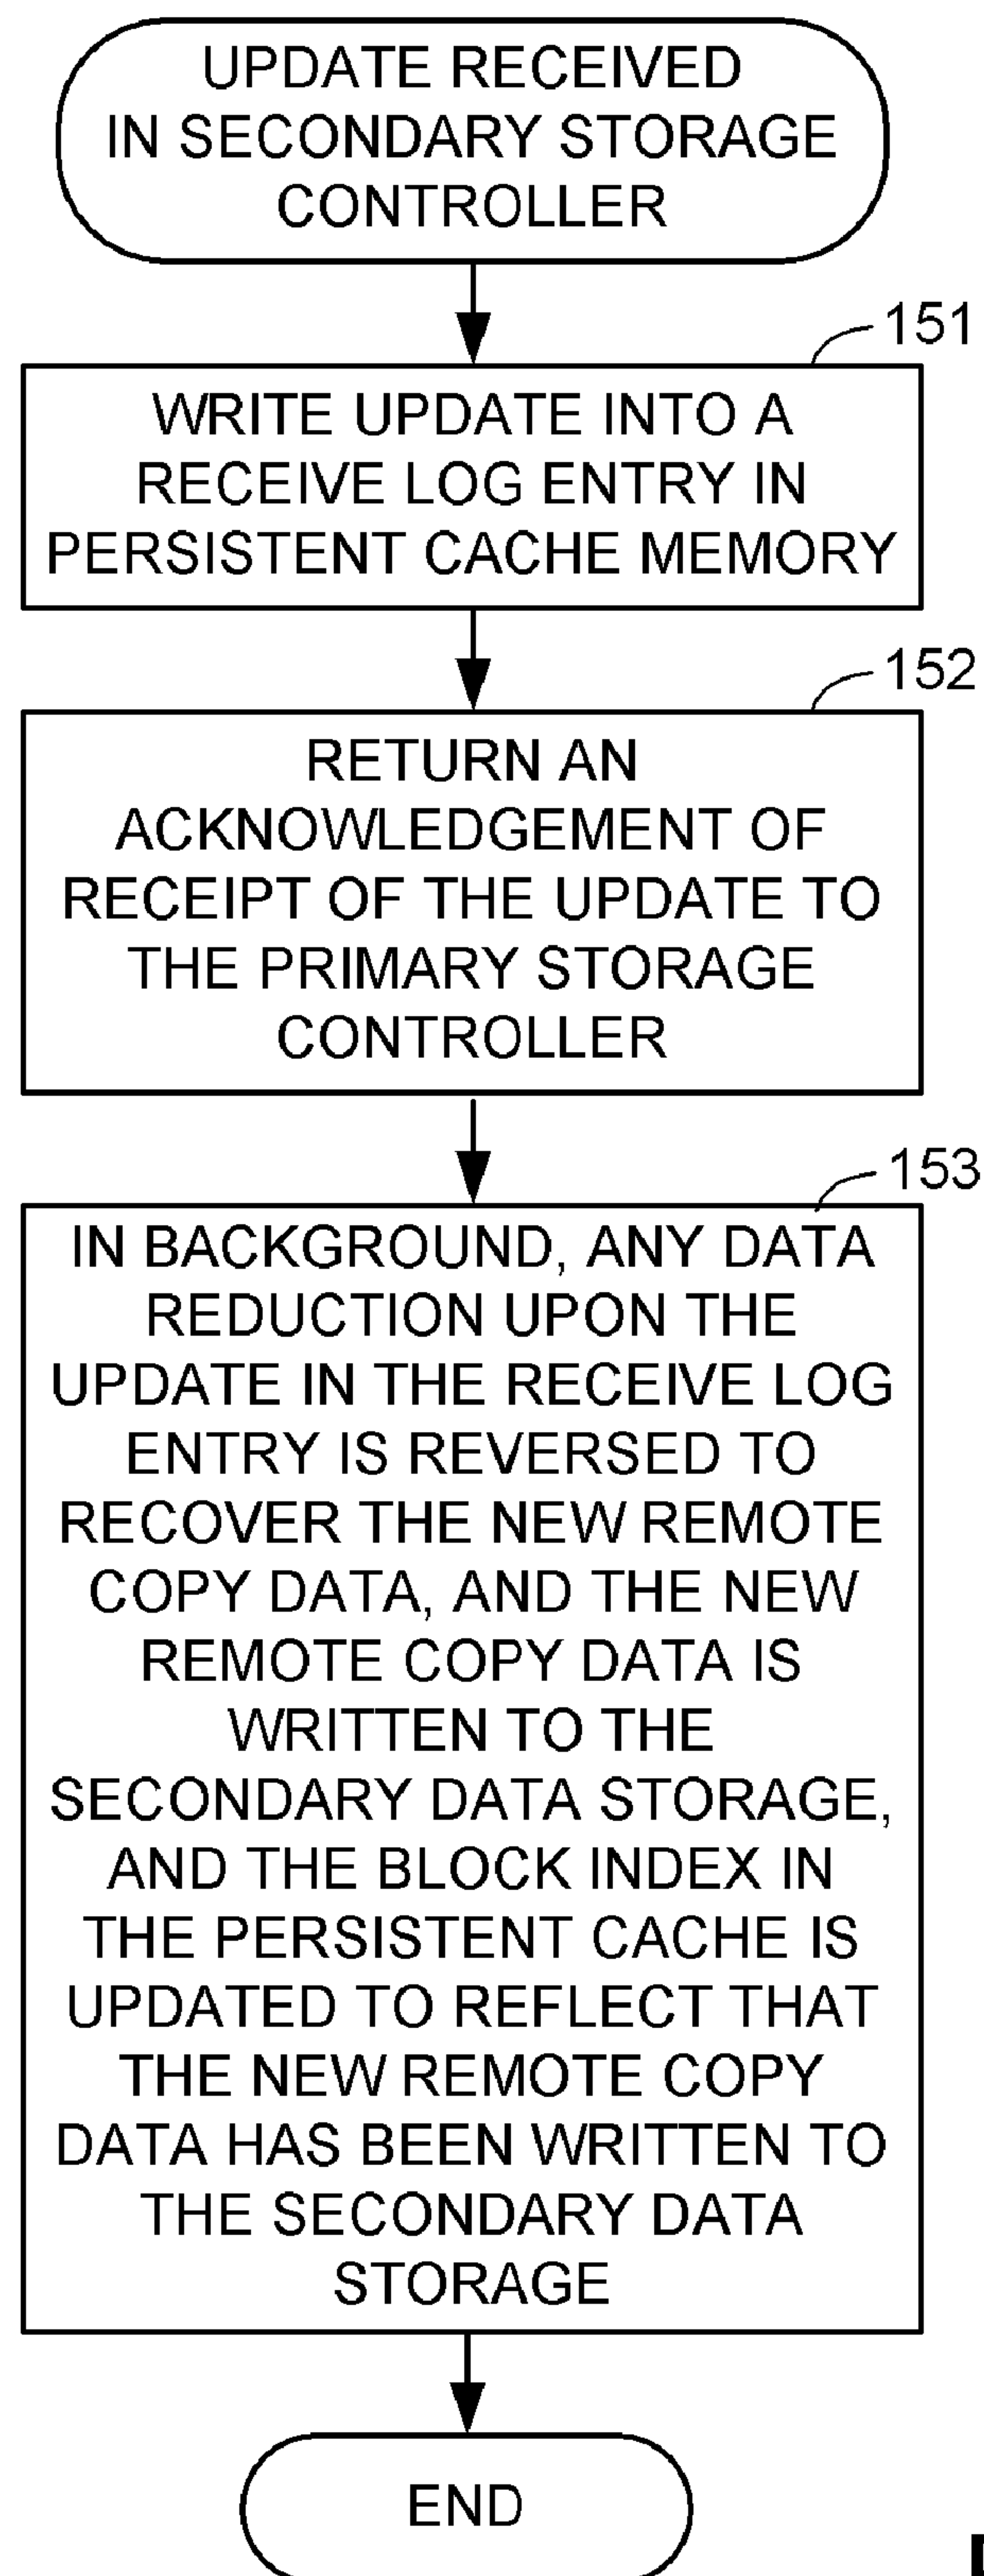 UPDATE RECEIVED
IN SECONDARY STORAGE
CONTROLLER
151
WRITE UPDATE INTO A
RECEIVE LOG ENTRY IN
PERSISTENT CACHE MEMORY
152
RETURN AN
ACKNOWLEDGEMENT OF
RECEIPT OF THE UPDATE TO
THE PRIMARY STORAGE
CONTROLLER
153
IN BACKGROUND, ANY DATA
REDUCTION UPON THE
UPDATE IN THE RECEIVE LOG
ENTRY IS REVERSED TO
RECOVER THE NEW REMOTE
COPY DATA, AND THE NEW
REMOTE COPY DATA IS
WRITTEN TO THE
SECONDARY DATA STORAGE,
AND THE BLOCK INDEX IN
THE PERSISTENT CACHE IS
UPDATED TO REFLECT THAT
THE NEW REMOTE COPY
DATA HAS BEEN WRITTEN TO
THE SECONDARY DATA
STORAGE
END